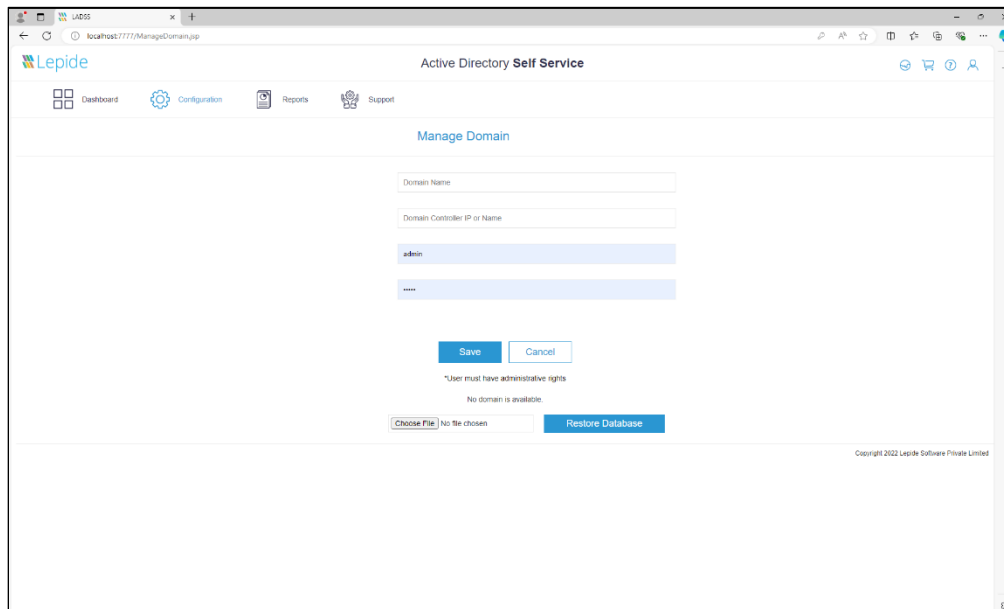 LADSS
localhost:7777/ManageDomain.jsp
Lepide
Active Directory Self Service
Dashboard
Configuration
Reports
Support
Manage Domain
Domain Name
Domain Controller IP or Name
admin
•••••
Save
Cancel
*User must have administrative rights
No domain is available.
Choose File No file chosen
Restore Database
Copyright 2022 Lepide Software Private Limited